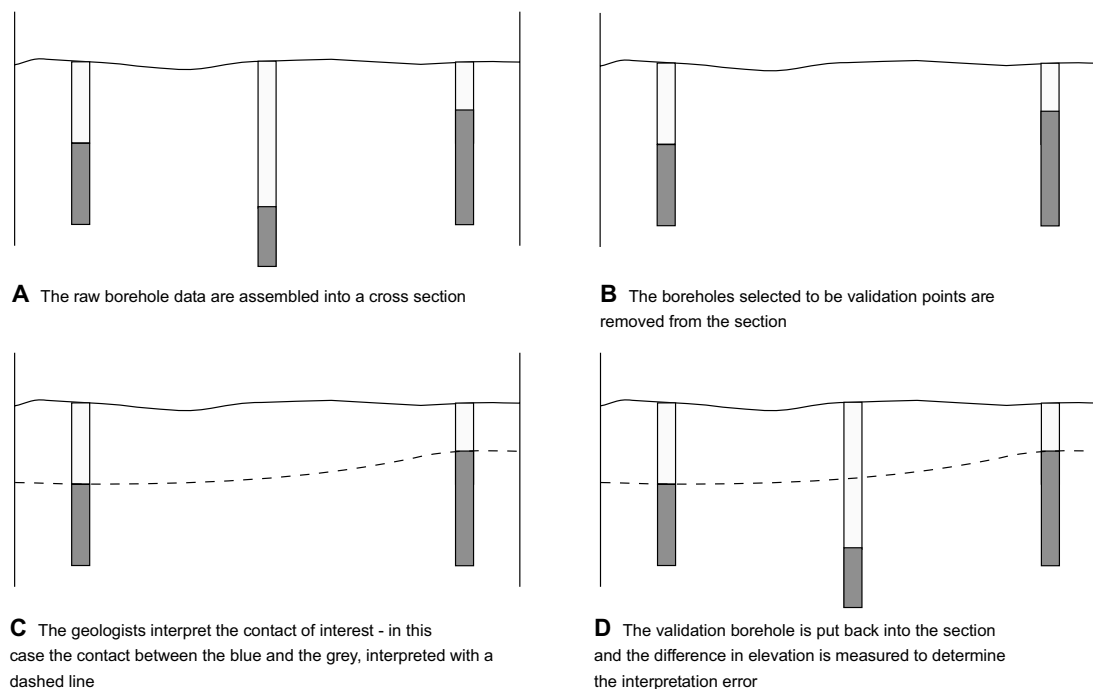 A The raw borehole data are assembled into a cross section
B The boreholes selected to be validation points are
removed from the section
C The geologists interpret the contact of interest - in this
case the contact between the blue and the grey, interpreted with a
dashed line
D The validation borehole is put back into the section
and the difference in elevation is measured to determine
the interpretation error